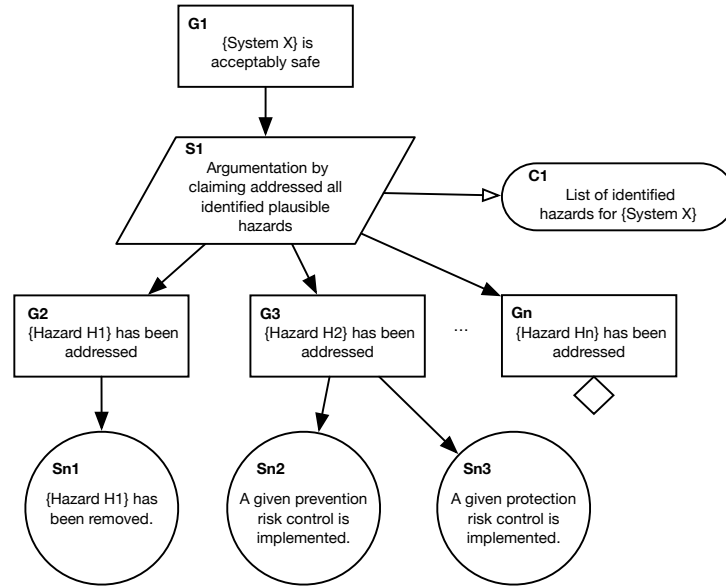 G1
{System X} is
acceptably safe
S1
Argumentation by
claiming addressed all
identified plausible
hazards
C1
List of identified
hazards for {System X}
G2
{Hazard H1} has been
addressed
G3
{Hazard H2} has been
addressed
...
Gn
{Hazard Hn} has been
addressed
Sn1
{Hazard H1} has
been removed.
Sn2
A given prevention
risk control is
implemented.
Sn3
A given protection
risk control is
implemented.